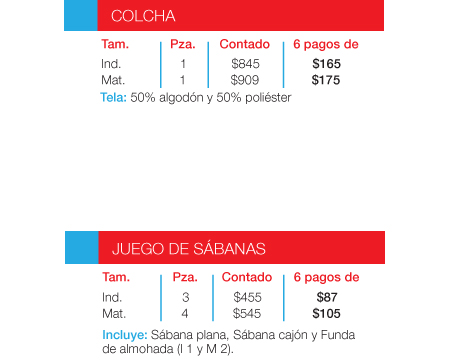 COLCHA
Tam. Pza. Contado 6 pagos de
Ind. 1 $845 $165
Mat. 1 $909 $175
Tela: 50% algodón y 50% poliéster
JUEGO DE SÁBANAS
Tam. Pza. Contado 6 pagos de
Ind. 3 $455 $87
Mat. 4 $545 $105
Incluye: Sábana plana, Sábana cajón y Funda
de almohada (I 1 y M 2).